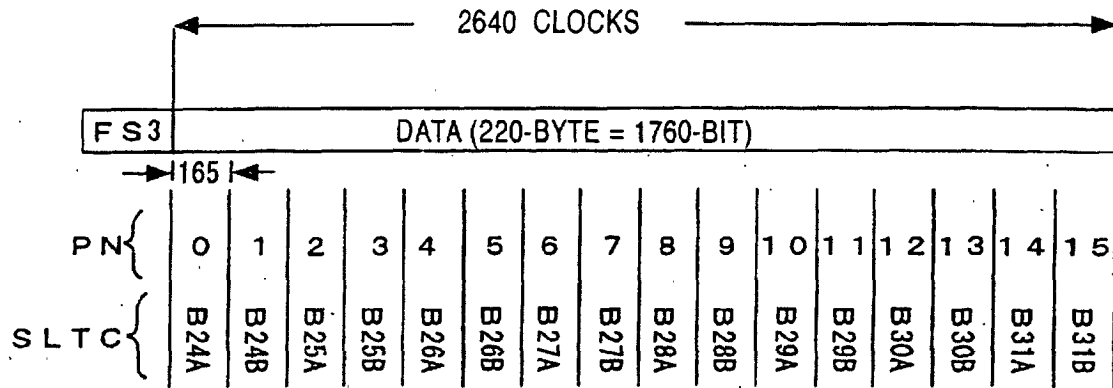 2640 CLOCKS
FS3 DATA (220-BYTE = 1760-BIT)
165
PN 0 1 2 3 4 5 6 7 8 9 10 11 12 13 14 15
SLTC B24A B24B B25A B25B B26A B26B B27A B27B B28A B28B B29A B29B B30A B30B B31A B31B